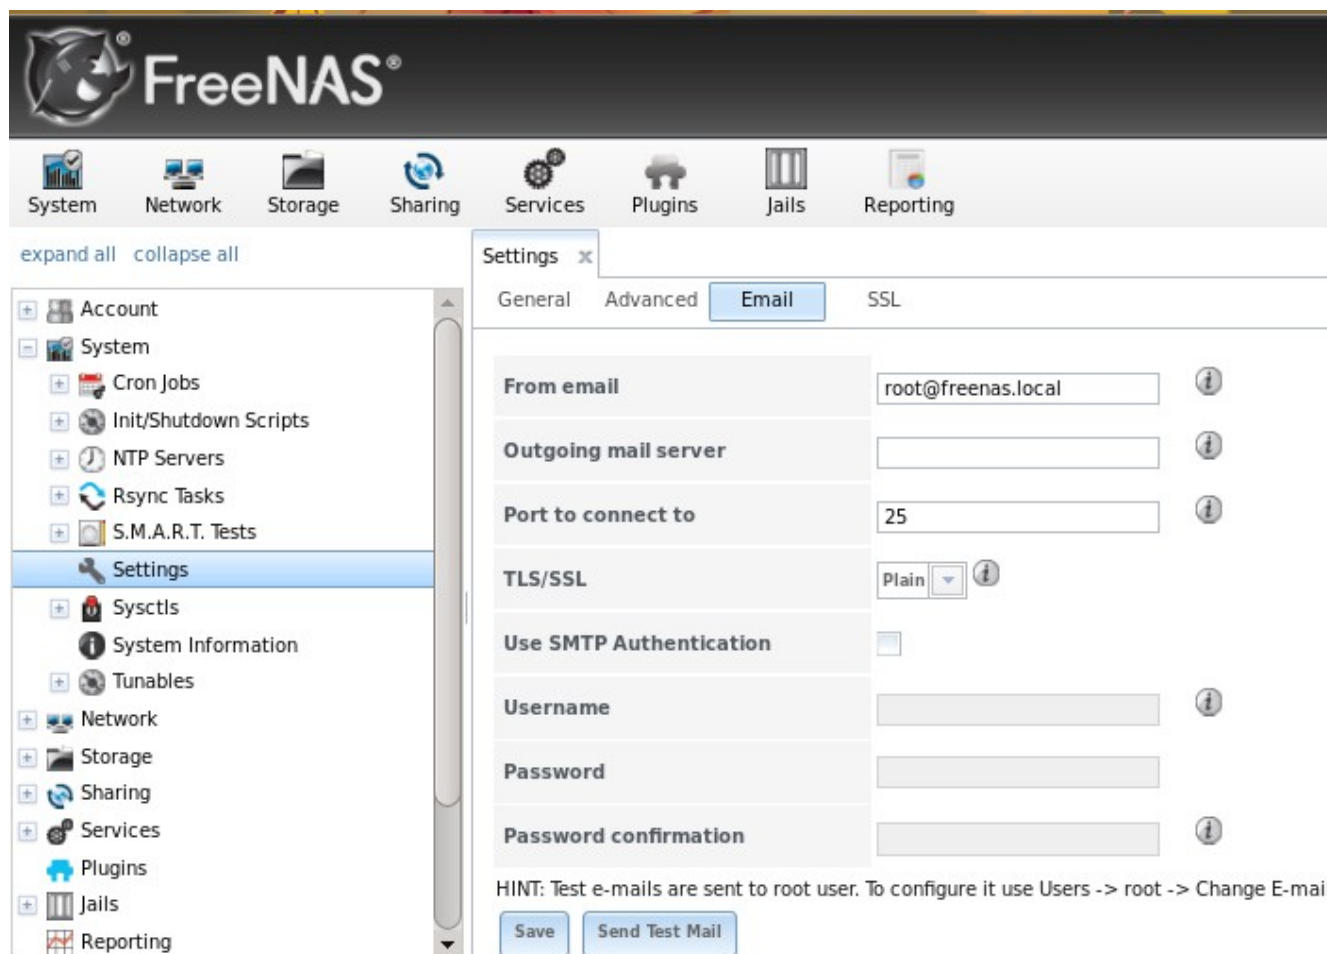 FreeNAS®
System Network Storage Sharing Services Plugins Jails Reporting
expand all collapse all
Account
System
Cron Jobs
Init/Shutdown Scripts
NTP Servers
Rsync Tasks
S.M.A.R.T. Tests
Settings
Sysctls
System Information
Tunables
Network
Storage
Sharing
Services
Plugins
Jails
Reporting
Settings x
General Advanced Email SSL
From email root@freenas.local
Outgoing mail server
Port to connect to 25
TLS/SSL Plain
Use SMTP Authentication
Username
Password
Password confirmation
HINT: Test e-mails are sent to root user. To configure it use Users -> root -> Change E-mai
Save Send Test Mail